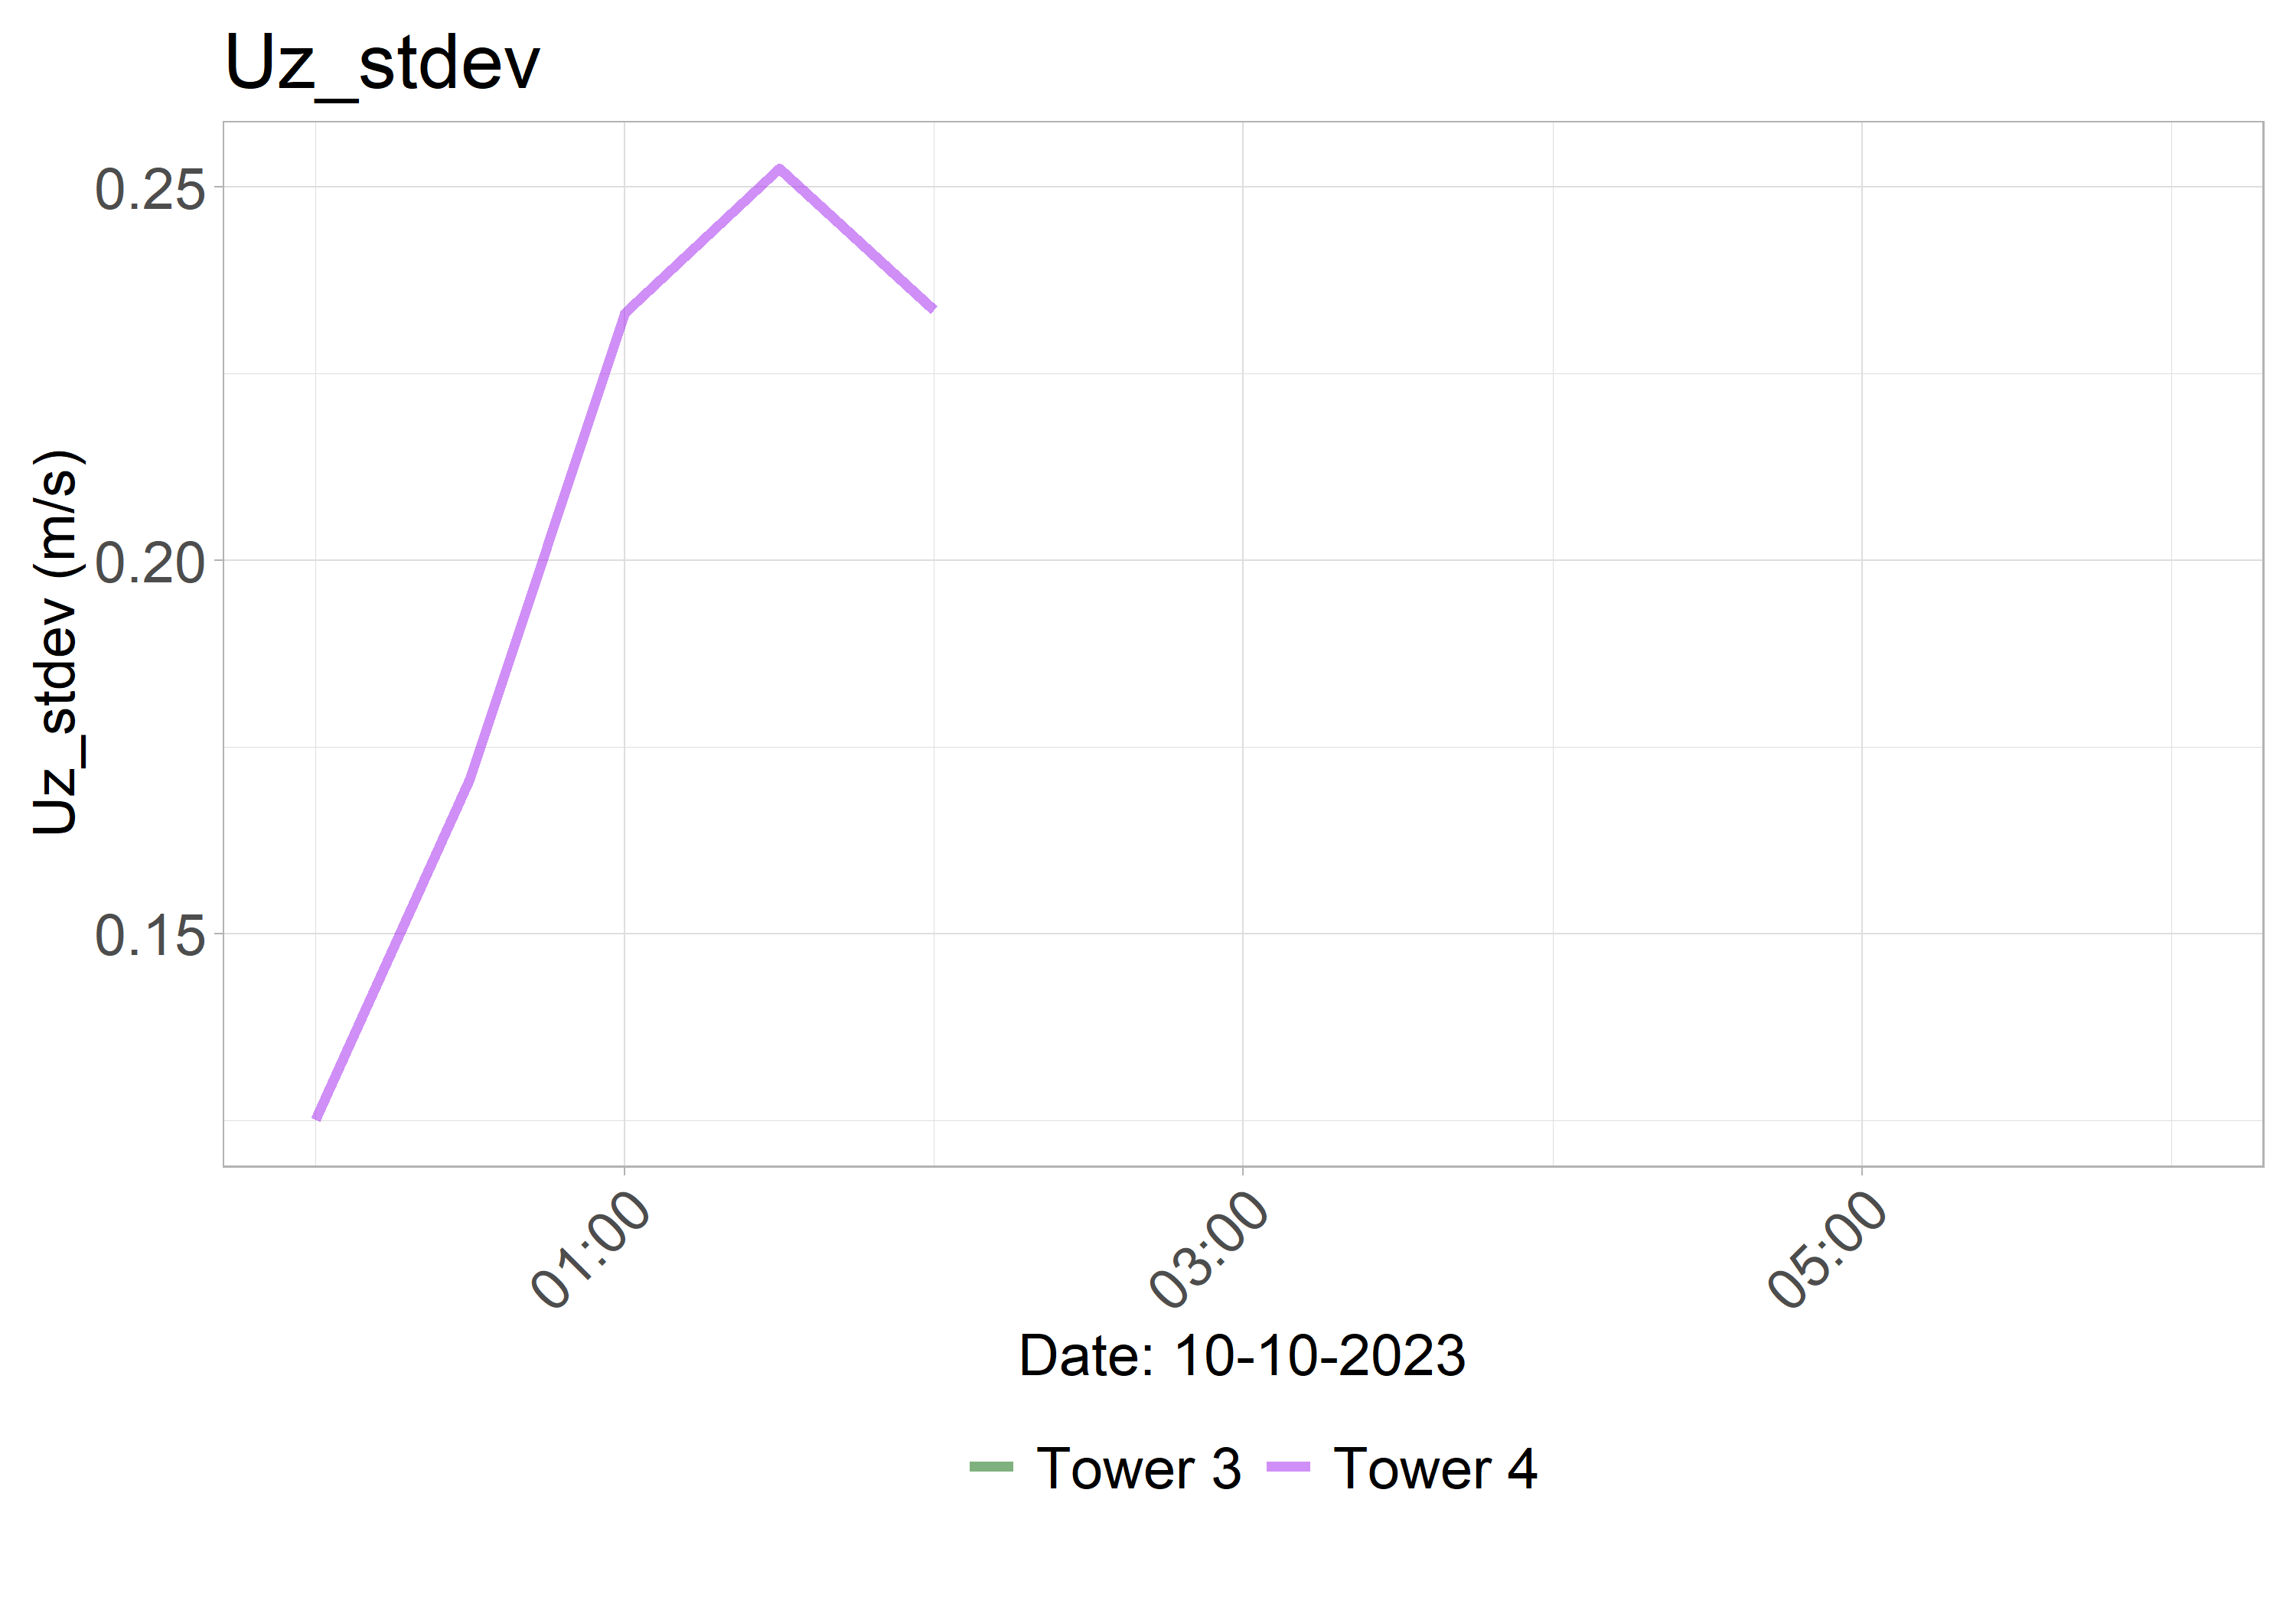 Uz_stdev
Uz_stdev (m/s)
0.25
0.20
0.15
01:00
03:00
05:00
Date: 10-10-2023
Tower 3
Tower 4